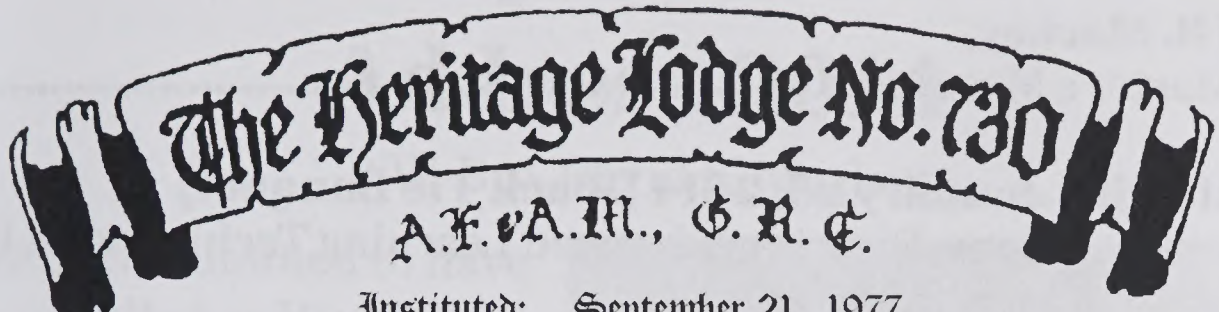 The Heritage Lodge No. 730
A.F. & A.M., G. R. C.
Instituted: September 21, 1977